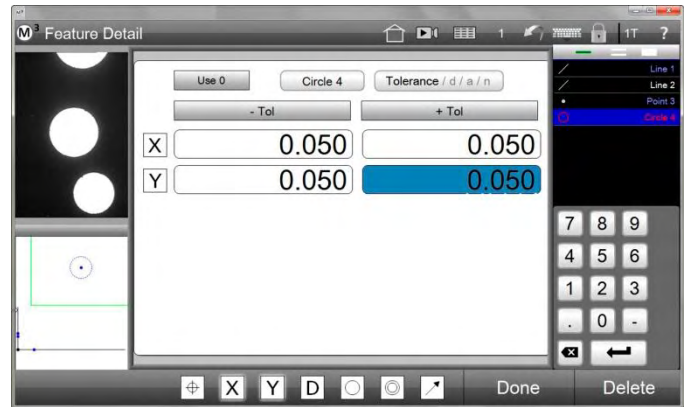 M³
M³ Feature Detail
1
1T
?
Use 0
Circle 4
Tolerance / d / a / n
- Tol
+ Tol
X
0.050
0.050
Y
0.050
0.050
Line 1
Line 2
Point 3
Circle 4
7 8 9
4 5 6
1 2 3
. 0 -
X Y D
Done
Delete